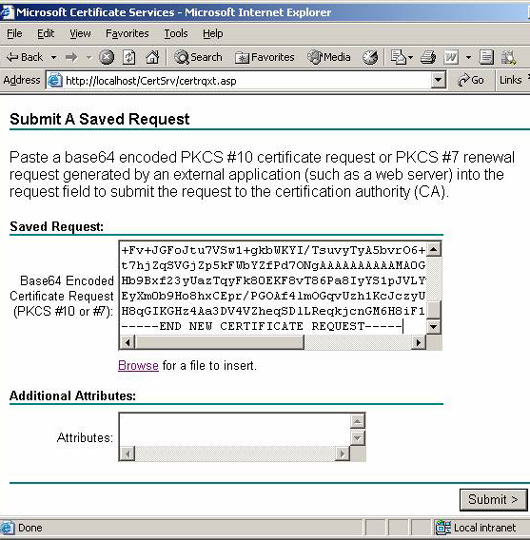 Microsoft Certificate Services - Microsoft Internet Explorer
File Edit View Favorites Tools Help
Back Search Favorites Media
Address http://localhost/CertSrv/certrqxt.asp Go Links
Submit A Saved Request
Paste a base64 encoded PKCS #10 certificate request or PKCS #7 renewal
request generated by an external application (such as a web server) into the
request field to submit the request to the certification authority (CA).
Saved Request:
+Fv+JGFoJtu7VSw1+gkbWKYI/TsuvyTyA5bvrO6+
t7hjZqSVGjZp5kFWbYZfPd7ONgAAAAAAAAAAMAOG
Hb9Bxf23yUazTqyFk8OEKF8vT86Pa8IyYS1pJVLY
EyXmOb9Ho8hxCEpr/PGOAf4lmOGqvUzh1KcJczyU
H8qGIKGHz4Aa3DV4VZheqSD1LReqkjcnGM6H8iF1
-----END NEW CERTIFICATE REQUEST-----
Base64 Encoded
Certificate Request
(PKCS #10 or #7):
Browse for a file to insert.
Additional Attributes:
Attributes:
Submit >
Done Local intranet